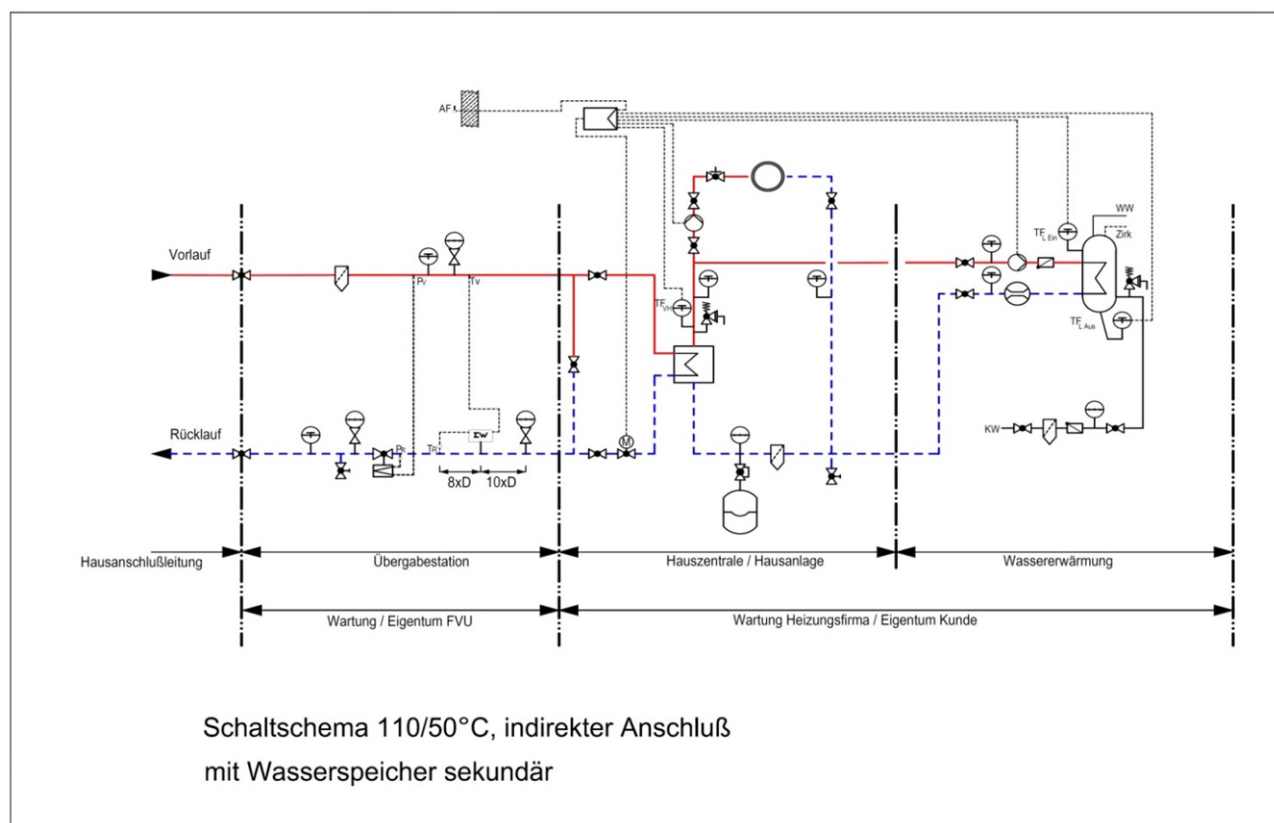 AF
WW
Zirk
TF L Ein
Vorlauf
PV
TV
TF VH
TF L Aus
KW
Rücklauf
PR
TR
M
8xD
10xD
Hausanschlußleitung
Übergabestation
Hauszentrale / Hausanlage
Wassererwärmung
Wartung / Eigentum FVU
Wartung Heizungsfirma / Eigentum Kunde
Schaltschema 110/50°C, indirekter Anschluß
mit Wasserspeicher sekundär